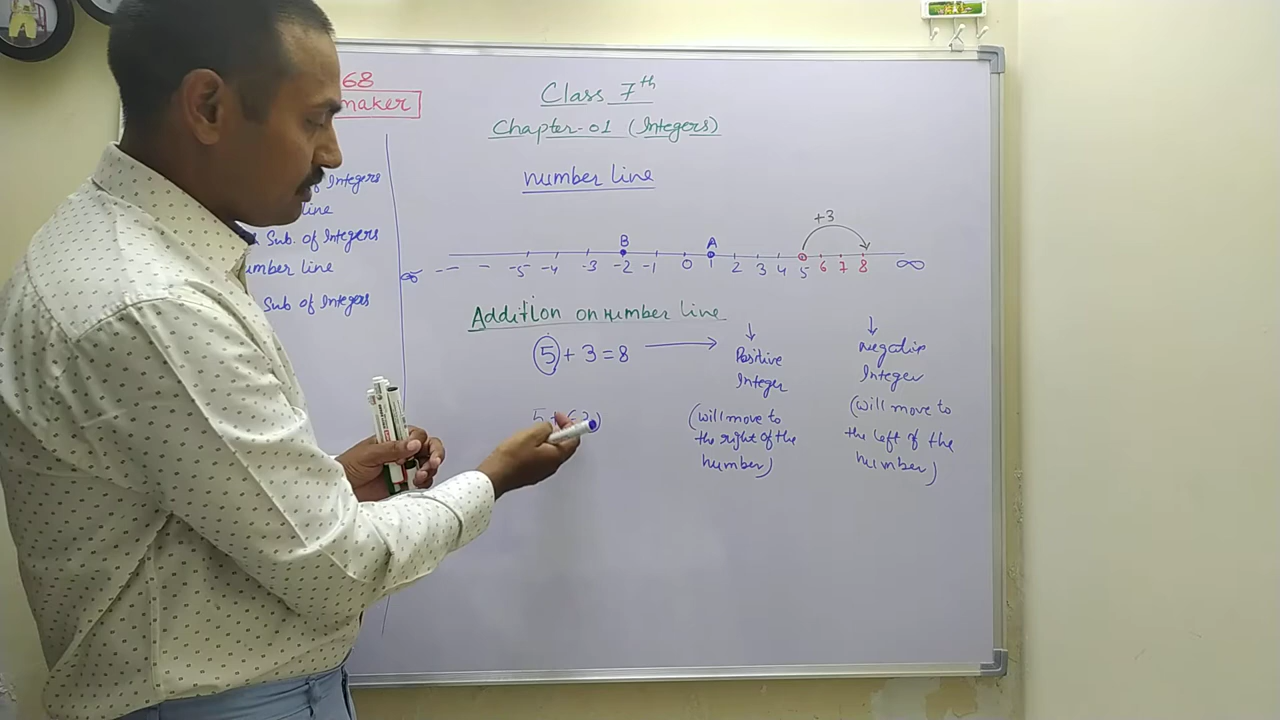 68
maker
of Integers
line
Sub. of Integers
umber line
Sub of Integers
Class 7th
Chapter-01 (Integers)
number line
+3
B A
∞ -- - -5 -4 -3 -2 -1 0 1 2 3 4 5 6 7 8 ∞
Addition on number line
5 + 3 = 8
5+(
Positive
Integer
(will move to
the right of the
number)
Negative
Integer
(will move to
the left of the
number)